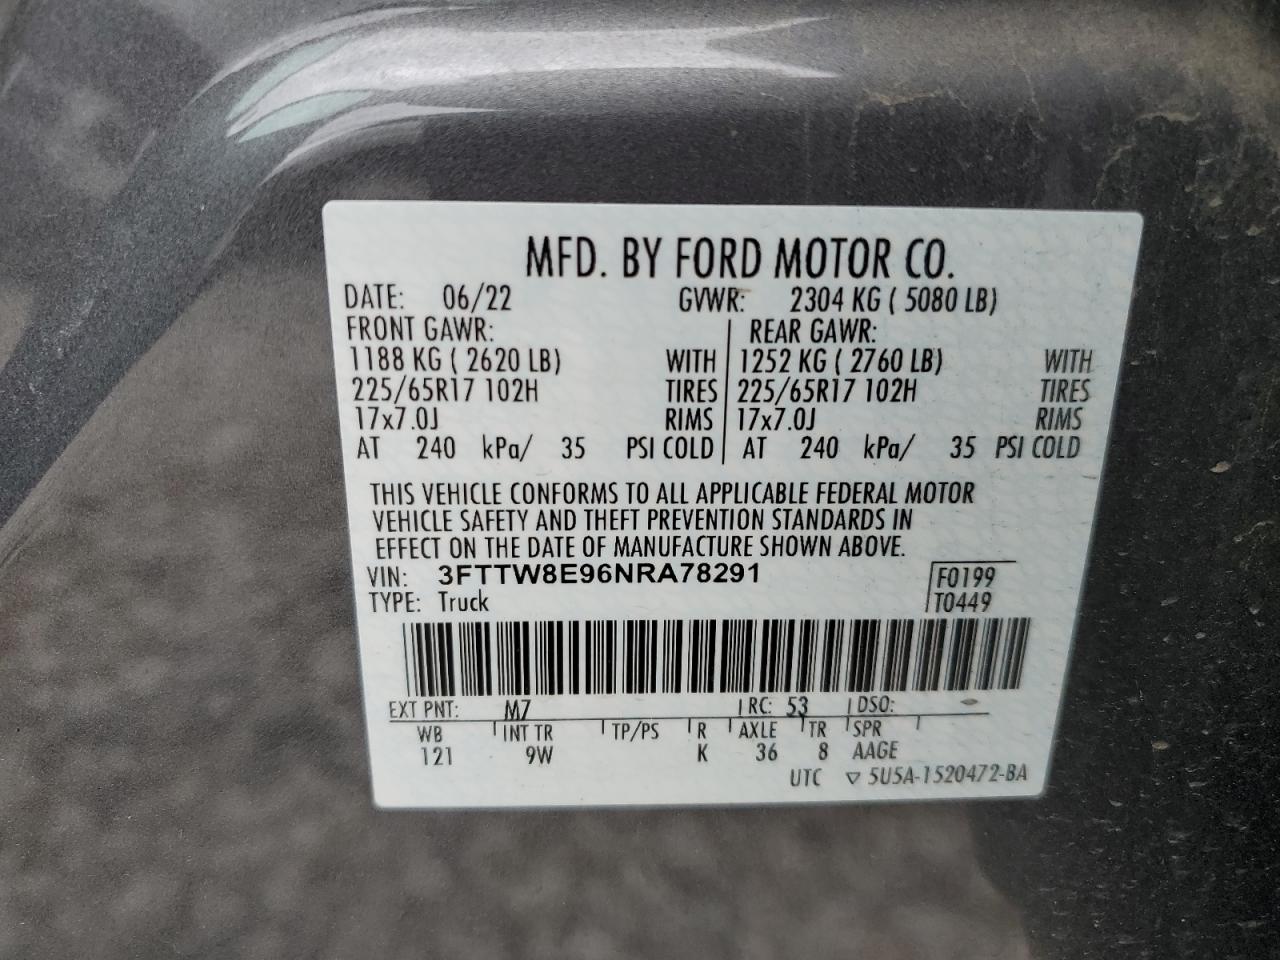 MFD. BY FORD MOTOR CO.
DATE: 06/22 GVWR: 2304 KG ( 5080 LB)
FRONT GAWR: REAR GAWR:
1188 KG ( 2620 LB) WITH 1252 KG ( 2760 LB) WITH
225/65R17 102H TIRES 225/65R17 102H TIRES
17x7.0J RIMS 17x7.0J RIMS
AT 240 kPa/ 35 PSI COLD AT 240 kPa/ 35 PSI COLD
THIS VEHICLE CONFORMS TO ALL APPLICABLE FEDERAL MOTOR
VEHICLE SAFETY AND THEFT PREVENTION STANDARDS IN
EFFECT ON THE DATE OF MANUFACTURE SHOWN ABOVE.
VIN: 3FTTW8E96NRA78291 F0199
TYPE: Truck T0449
EXT PNT: M7 RC: 53 DSO:
WB INT TR TP/PS R AXLE TR SPR
121 9W K 36 8 AAGE
UTC ▽ 5U5A-1520472-BA